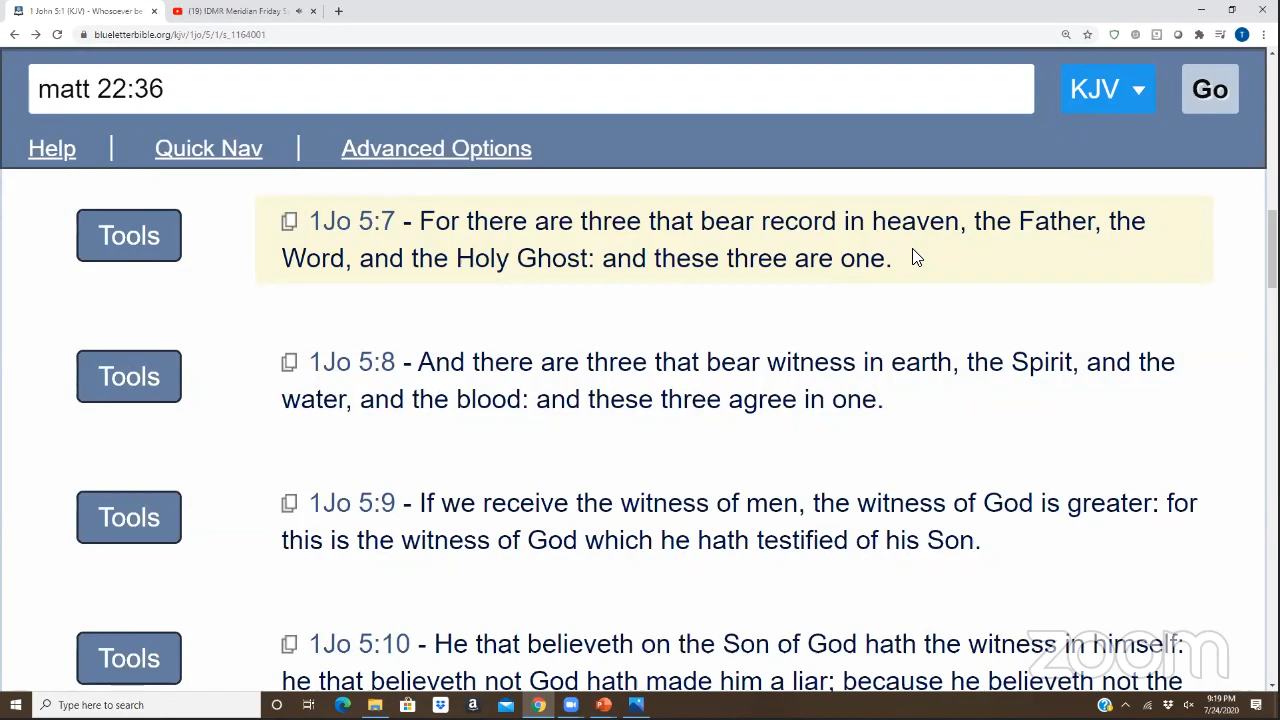 1 John 5:1 (KJV) - Whosoever be
(19) IDMR Meridian Friday S
blueletterbible.org/kjv/1jo/5/1/s_1164001
T
matt 22:36
KJV
Go
Help | Quick Nav | Advanced Options
Tools
1Jo 5:7 - For there are three that bear record in heaven, the Father, the
Word, and the Holy Ghost: and these three are one.
Tools
1Jo 5:8 - And there are three that bear witness in earth, the Spirit, and the
water, and the blood: and these three agree in one.
Tools
1Jo 5:9 - If we receive the witness of men, the witness of God is greater: for
this is the witness of God which he hath testified of his Son.
Tools
1Jo 5:10 - He that believeth on the Son of God hath the witness in himself:
he that believeth not God hath made him a liar; because he believeth not the
zoom
Type here to search
9:19 PM
7/24/2020